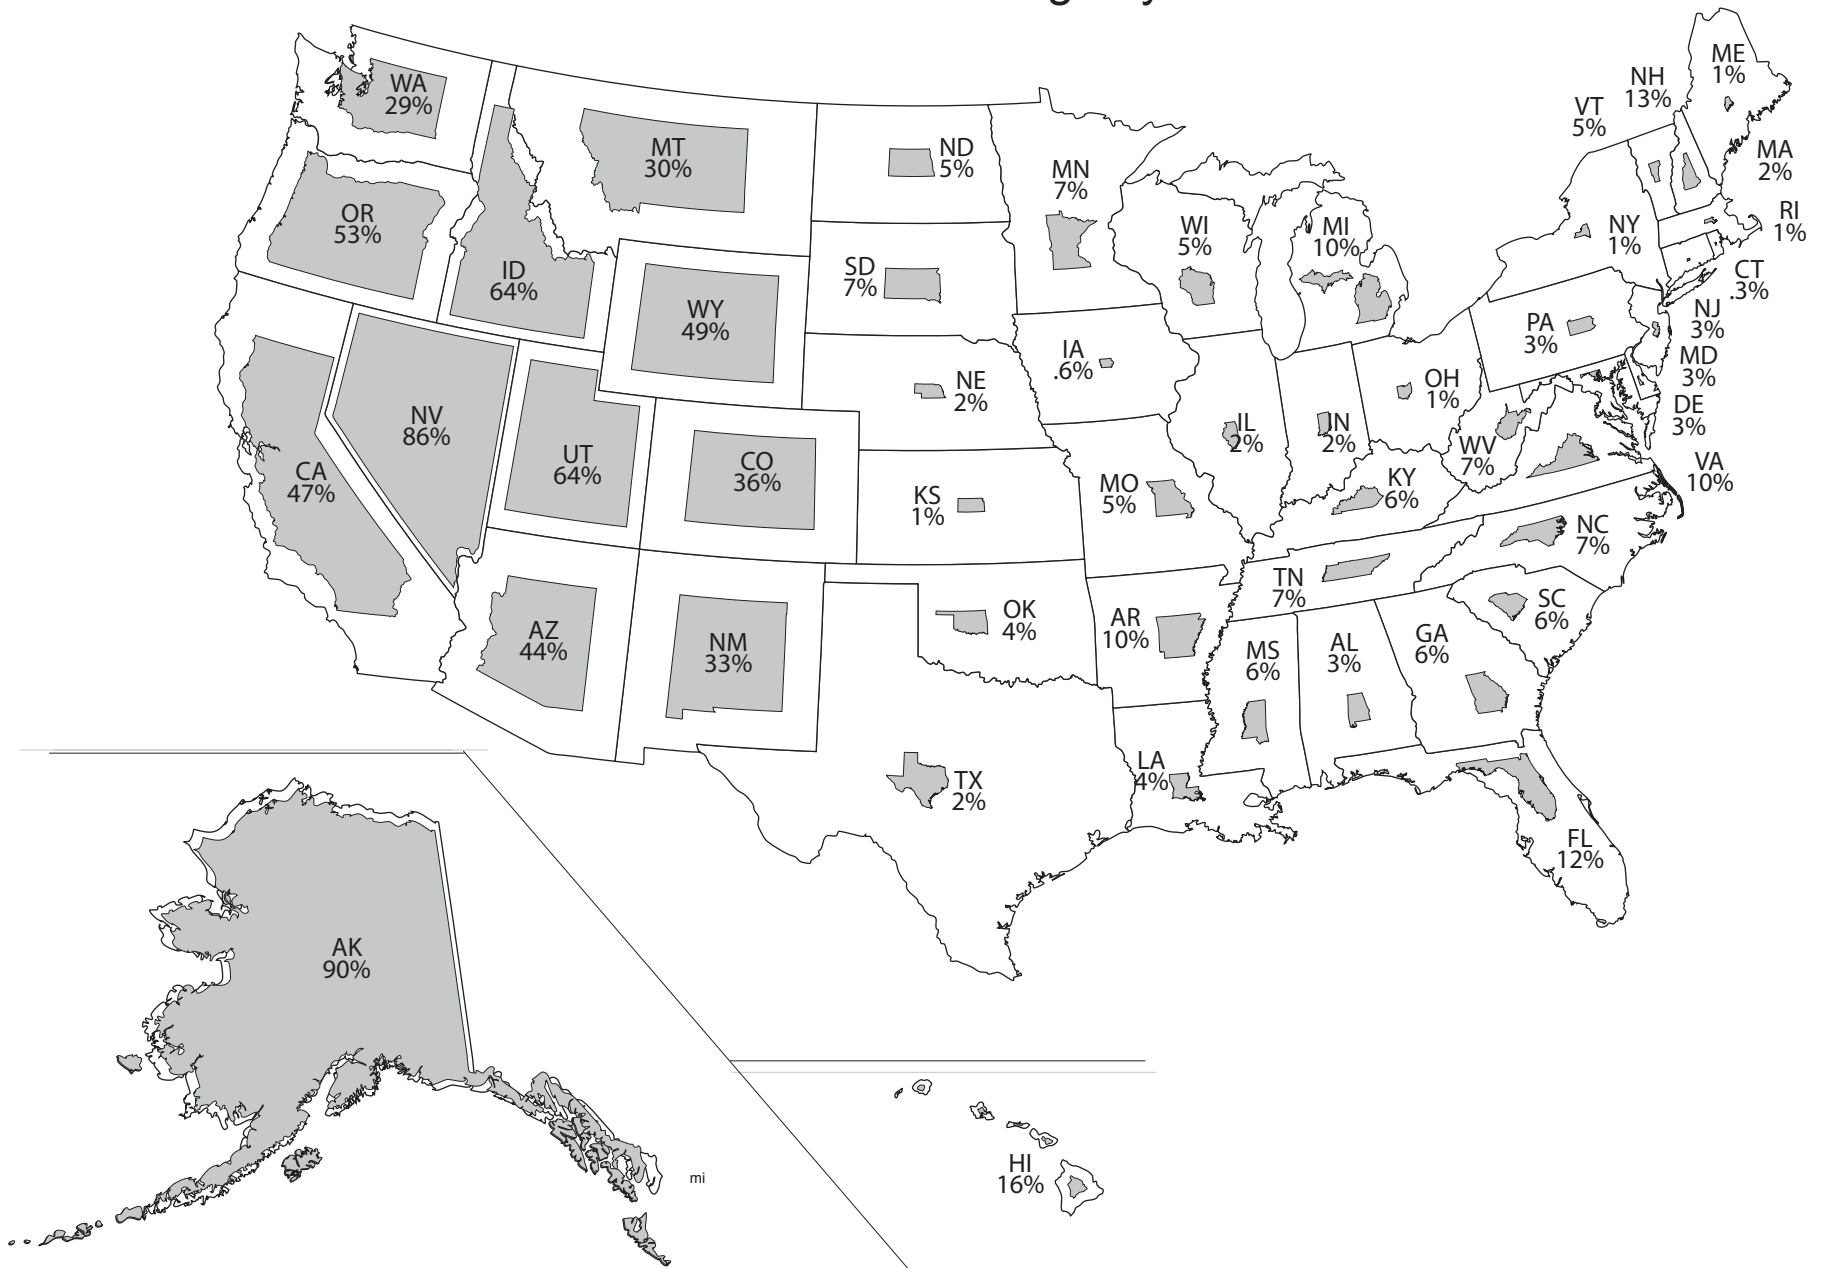 WA
29%
MT
30%
ND
5%
MN
7%
ME
1%
NH
13%
VT
5%
MA
2%
RI
1%
CT
.3%
NY
1%
NJ
3%
MD
3%
DE
3%
OR
53%
ID
64%
WY
49%
SD
7%
WI
5%
MI
10%
PA
3%
IA
.6%
NE
2%
OH
1%
IL
2%
IN
2%
WV
7%
VA
10%
NV
86%
CA
47%
UT
64%
CO
36%
KS
1%
MO
5%
KY
6%
NC
7%
TN
7%
SC
6%
AZ
44%
NM
33%
OK
4%
AR
10%
MS
6%
AL
3%
GA
6%
TX
2%
LA
4%
FL
12%
AK
90%
HI
16%
mi